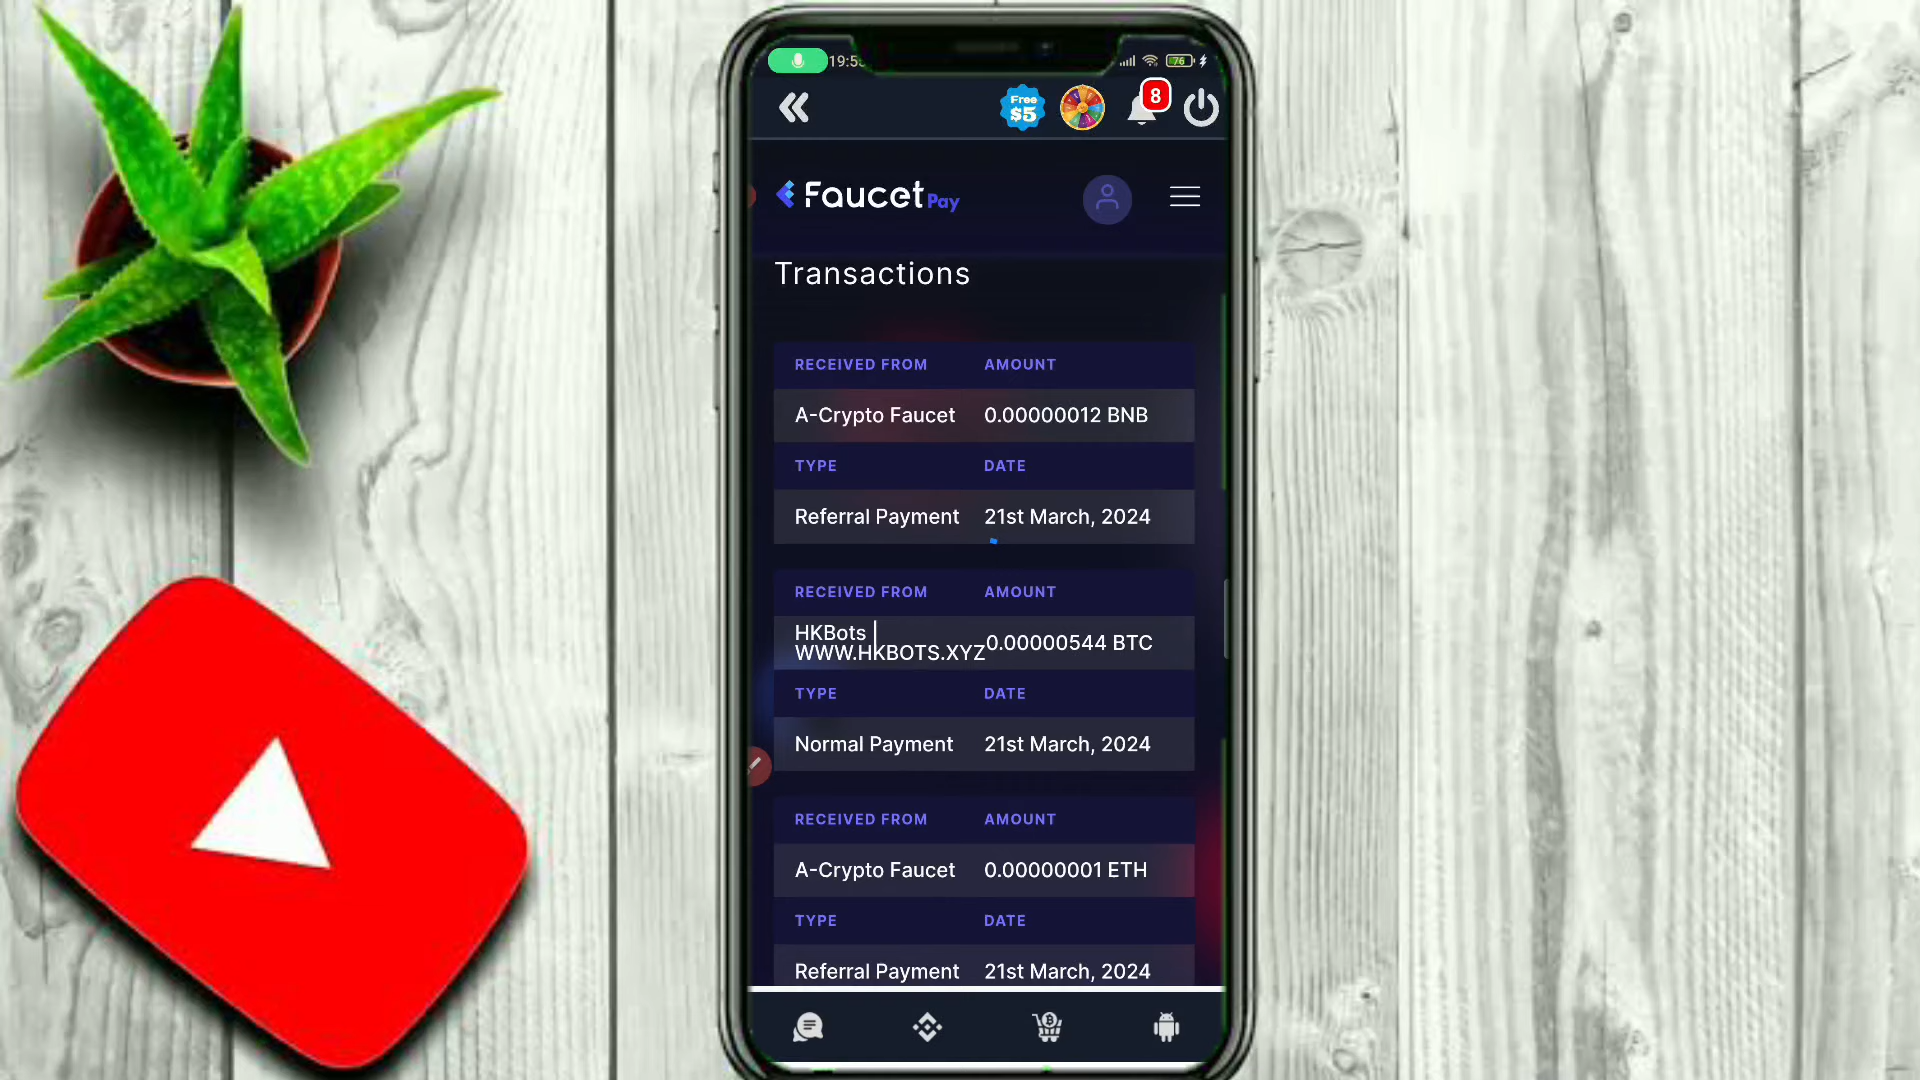 19:5
76
Free
$5
8
FaucetPay
Transactions
RECEIVED FROM AMOUNT
A-Crypto Faucet 0.00000012 BNB
TYPE DATE
Referral Payment 21st March, 2024
RECEIVED FROM AMOUNT
HKBots |
WWW.HKBOTS.XYZ 0.00000544 BTC
TYPE DATE
Normal Payment 21st March, 2024
RECEIVED FROM AMOUNT
A-Crypto Faucet 0.00000001 ETH
TYPE DATE
Referral Payment 21st March, 2024